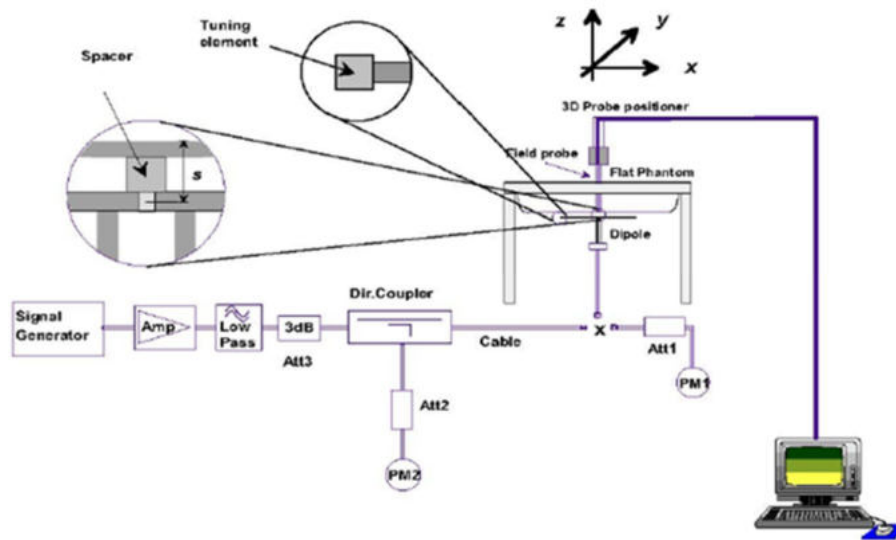 Tuning
element
Spacer
z
y
x
3D Probe positioner
Field probe
Flat Phantom
s
Dipole
Dir.Coupler
Signal
Generator
Amp
Low
Pass
3dB
Att3
Cable
x
Att1
PM1
Att2
PM2